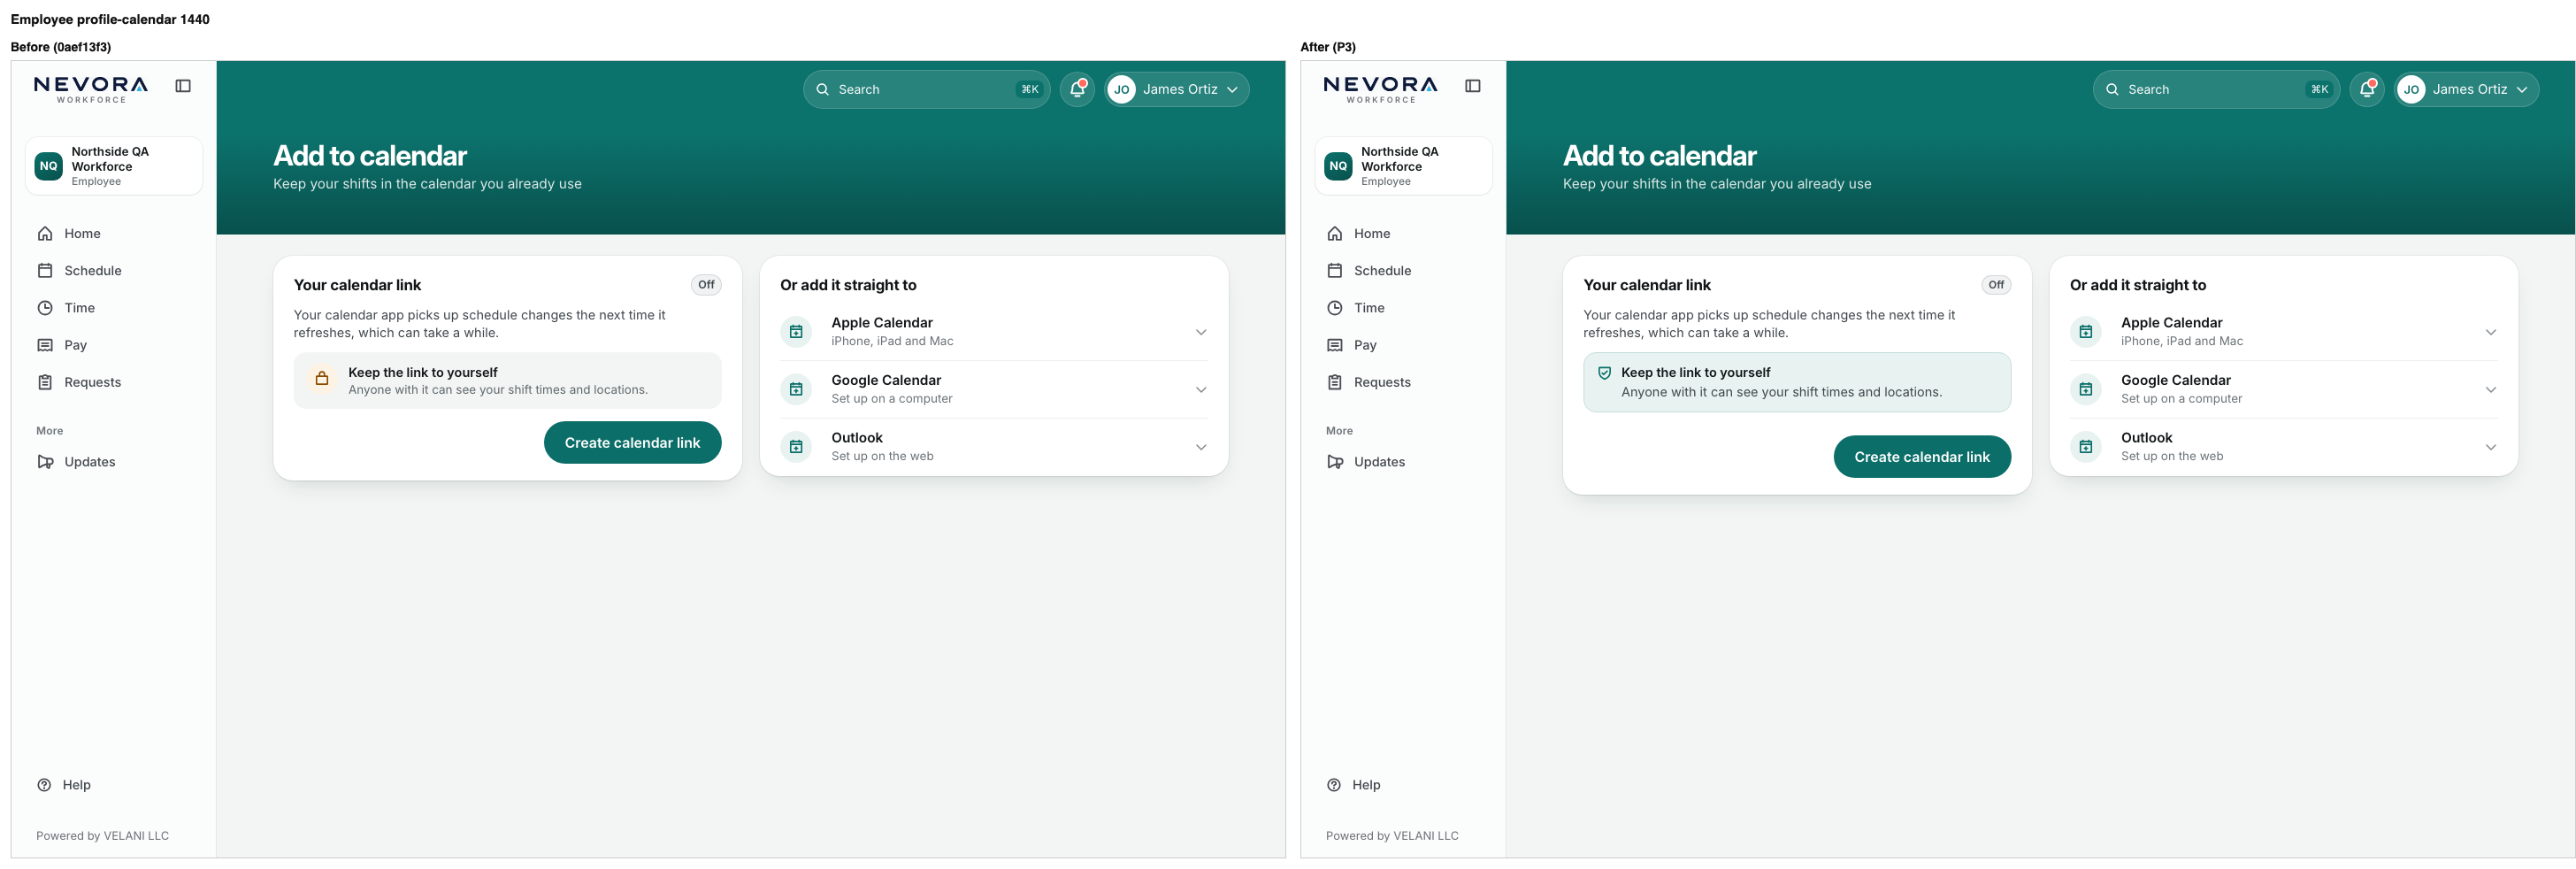 Employee profile-calendar 1440
Before (0aef13f3)
NEVORA
WORKFORCE
Search
⌘K
JO
James Ortiz
NQ
Northside QA
Workforce
Employee
Add to calendar
Keep your shifts in the calendar you already use
Home
Schedule
Time
Pay
Requests
More
Updates
Help
Powered by VELANI LLC
Your calendar link
Off
Your calendar app picks up schedule changes the next time it
refreshes, which can take a while.
Keep the link to yourself
Anyone with it can see your shift times and locations.
Create calendar link
Or add it straight to
Apple Calendar
iPhone, iPad and Mac
Google Calendar
Set up on a computer
Outlook
Set up on the web
After (P3)
NEVORA
WORKFORCE
Search
⌘K
JO
James Ortiz
NQ
Northside QA
Workforce
Employee
Add to calendar
Keep your shifts in the calendar you already use
Home
Schedule
Time
Pay
Requests
More
Updates
Help
Powered by VELANI LLC
Your calendar link
Off
Your calendar app picks up schedule changes the next time it
refreshes, which can take a while.
Keep the link to yourself
Anyone with it can see your shift times and locations.
Create calendar link
Or add it straight to
Apple Calendar
iPhone, iPad and Mac
Google Calendar
Set up on a computer
Outlook
Set up on the web